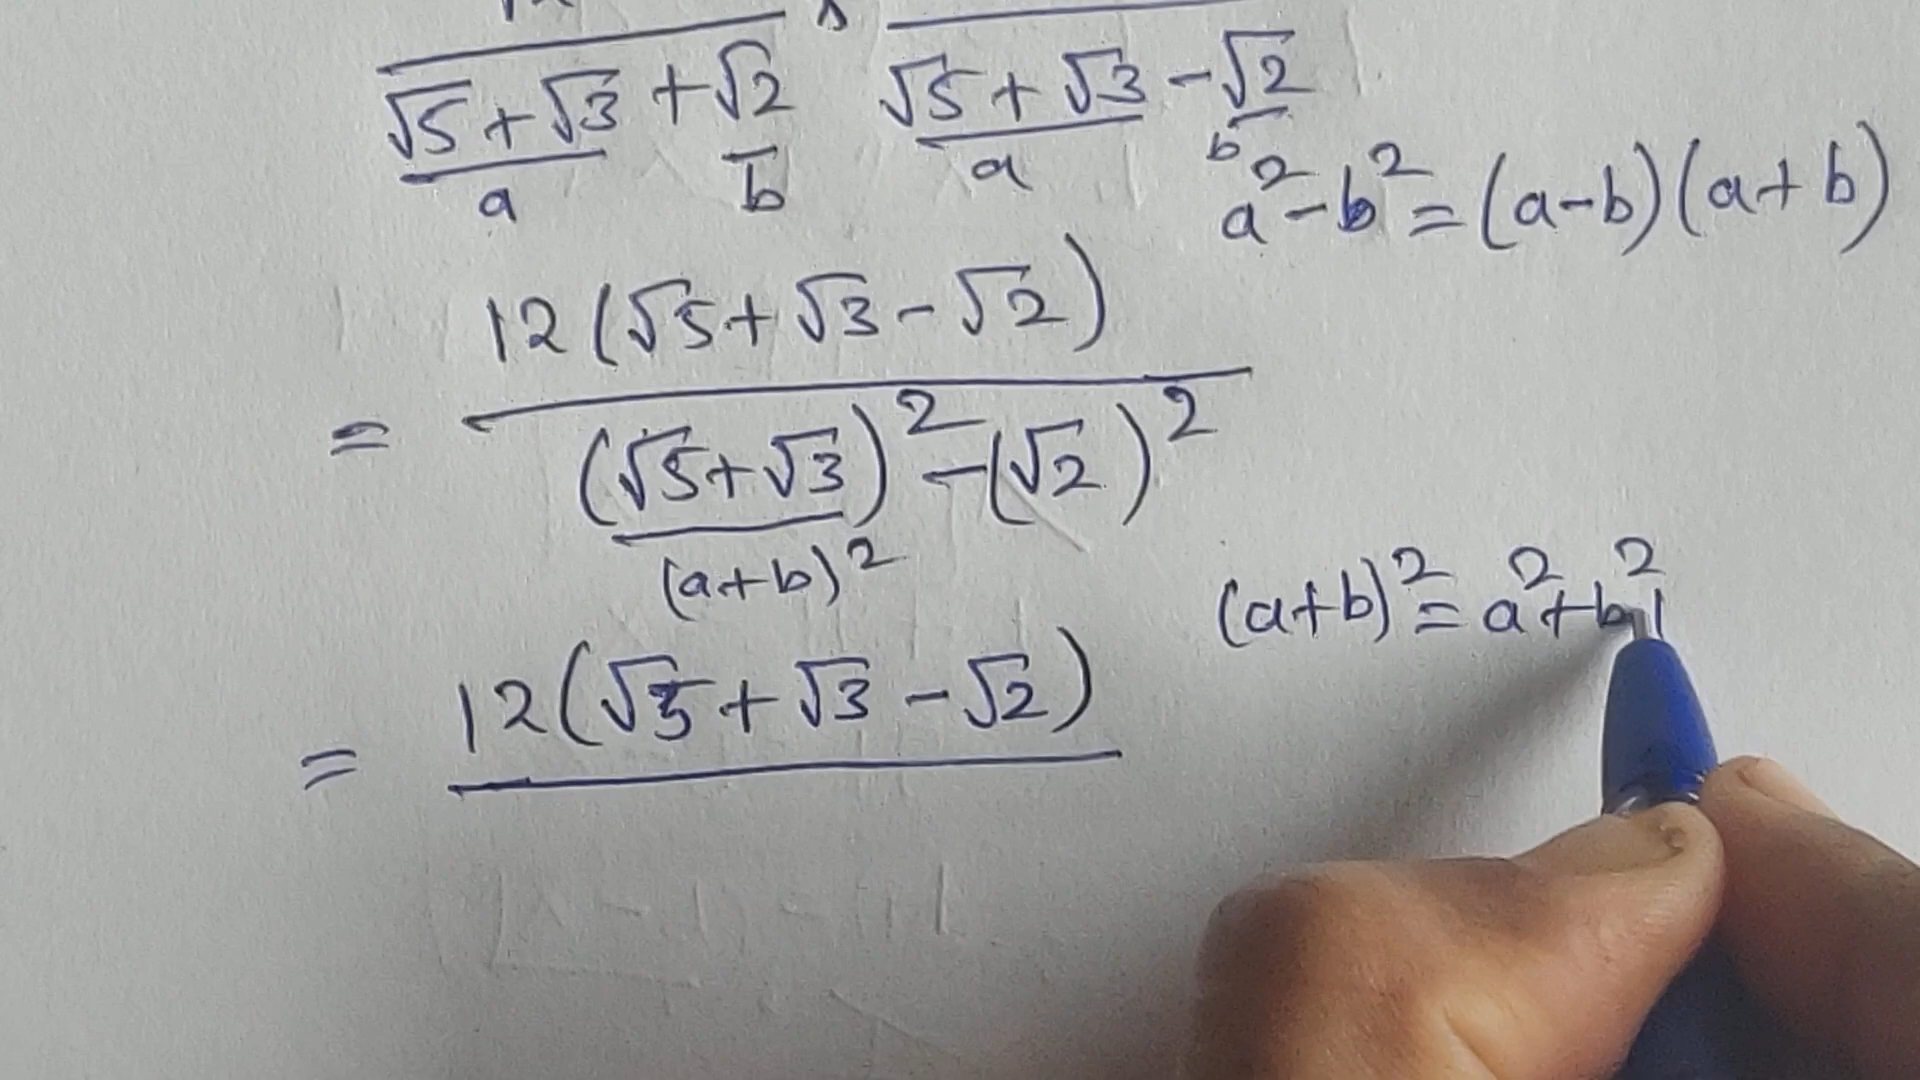 √5 + √3 + √2 √5 + √3 - √2
a b a b
a² - b² = (a-b)(a+b)
12(√5 + √3 - √2)
=
(√5+√3)² - (√2)²
(a+b)²
(a+b)² = a² + b² +
12(√5 + √3 - √2)
=